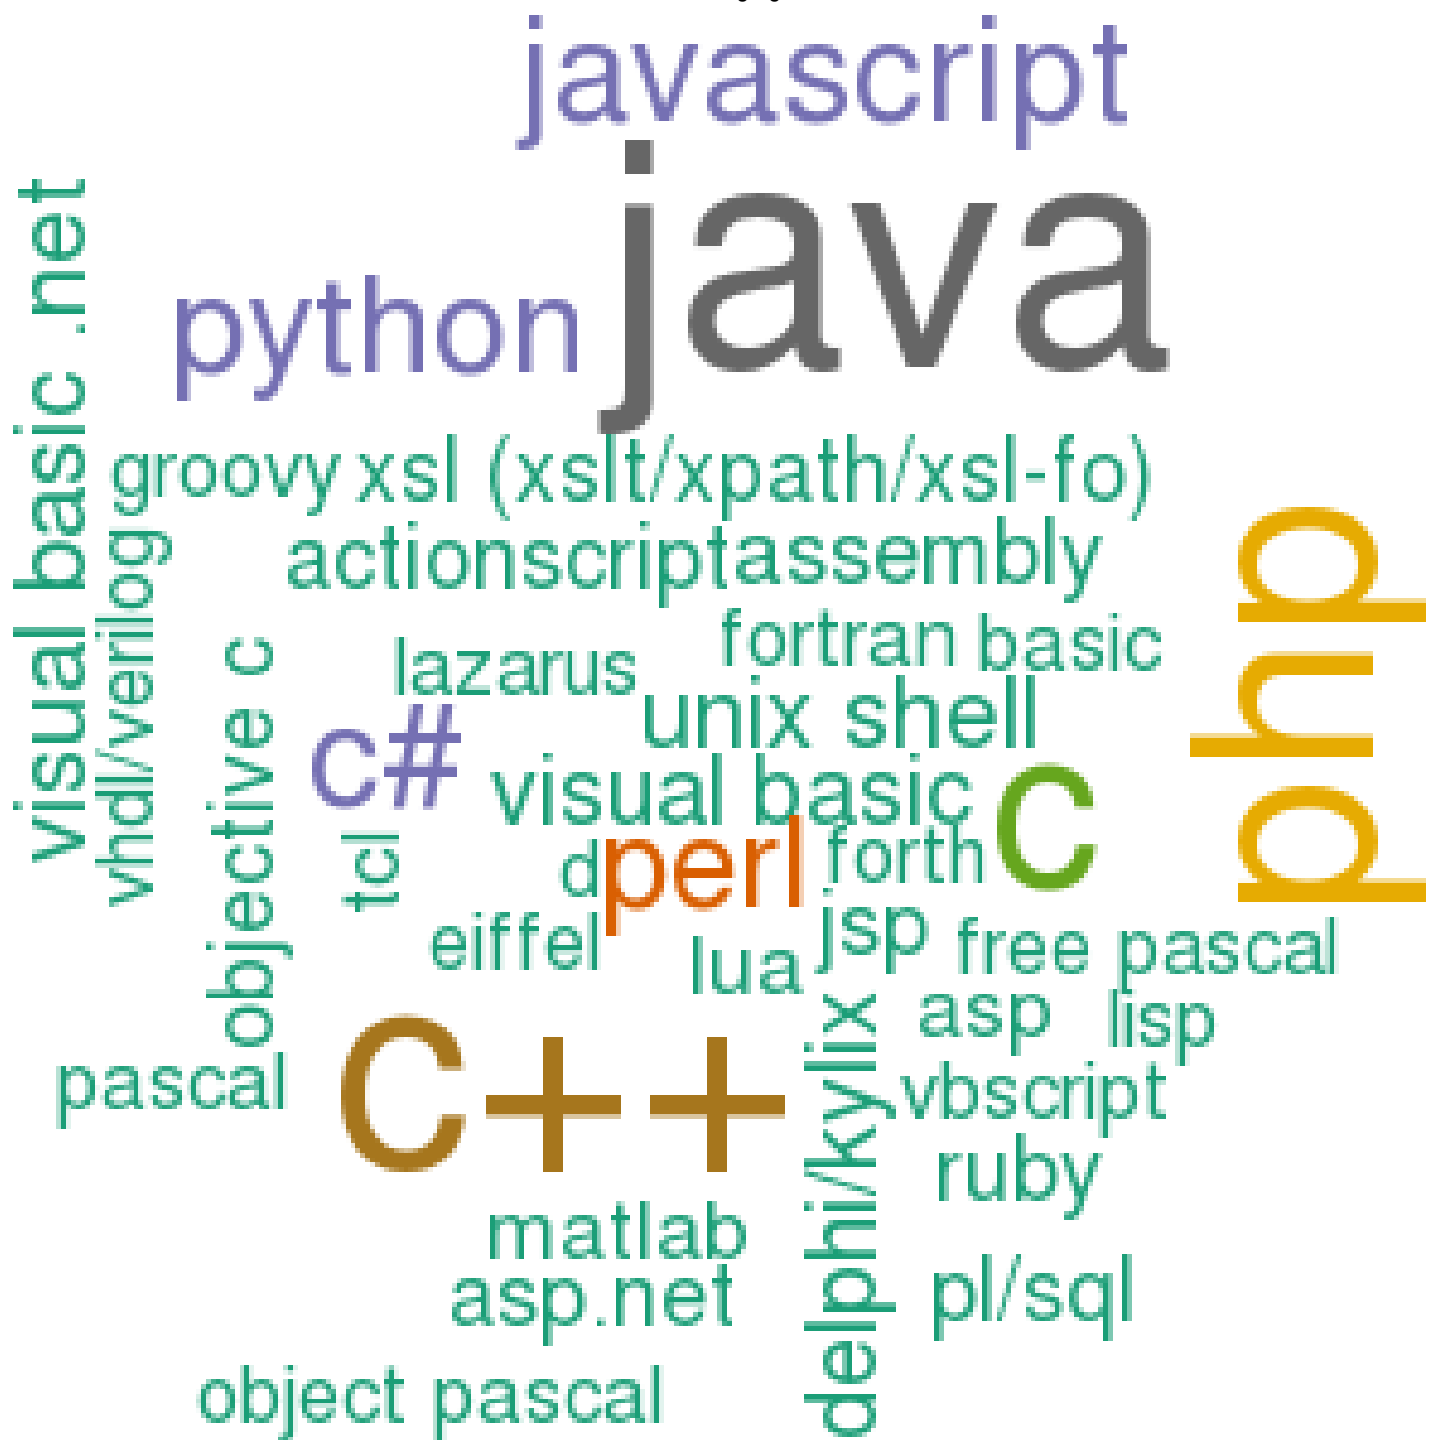 javascript
java
python
visual basic .net
groovy
xsl (xslt/xpath/xsl-fo)
actionscript
assembly
php
vhdl/verilog
fortran
basic
lazarus
objective c
unix shell
c#
visual basic
c
tcl
d
perl
forth
jsp
eiffel
lua
free pascal
asp
lisp
delphi/kylix
pascal
c++
vbscript
ruby
matlab
asp.net
pl/sql
object pascal